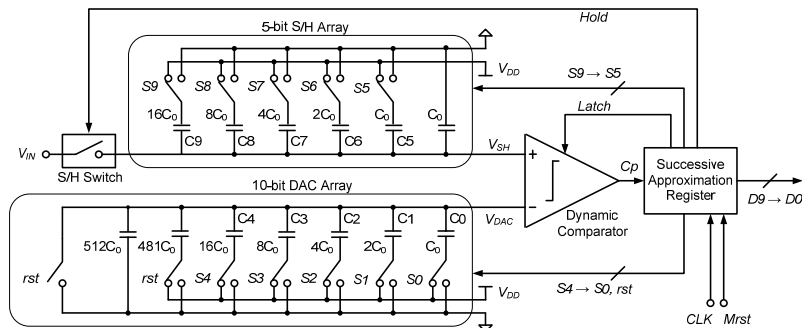 5-bit S/H Array
Hold
S9 S8 S7 S6 S5
V_DD
S9 → S5
16C₀ 8C₀ 4C₀ 2C₀ C₀ C₀
C9 C8 C7 C6 C5
Latch
V_IN
S/H Switch
V_SH
+
Cp
Successive
Approximation
Register
D9 → D0
10-bit DAC Array
V_DAC
−
Dynamic
Comparator
C4 C3 C2 C1 C0
512C₀ 481C₀ 16C₀ 8C₀ 4C₀ 2C₀ C₀
rst rst S4 S3 S2 S1 S0
V_DD
S4 → S0, rst
CLK Mrst